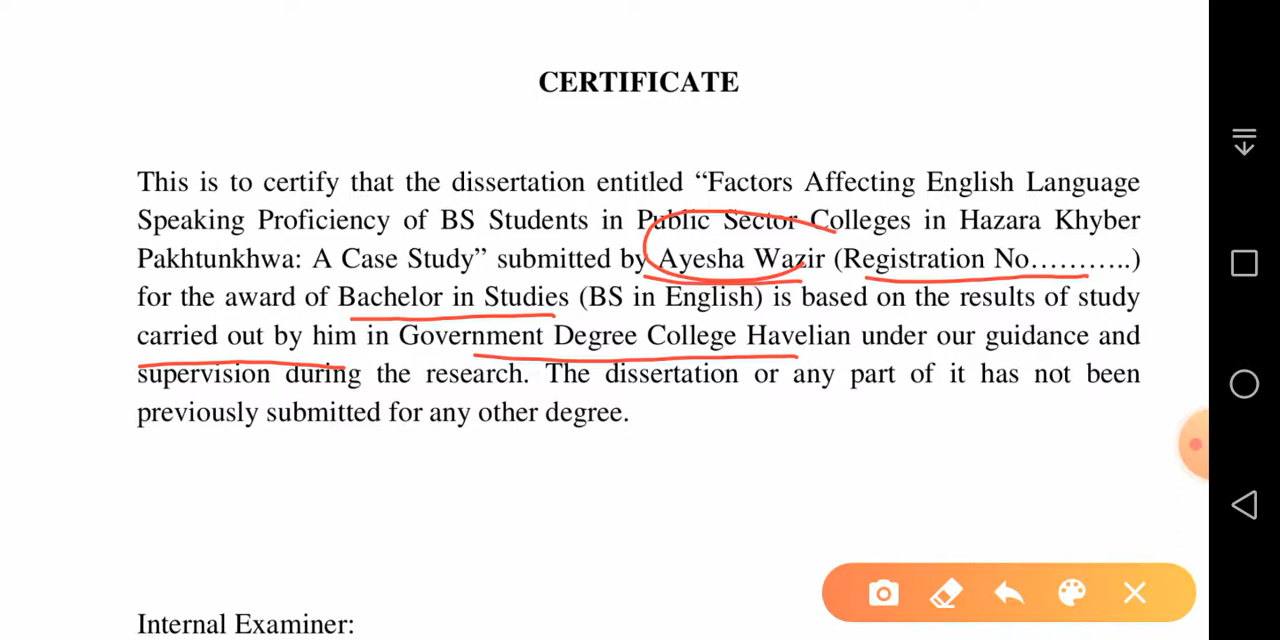 CERTIFICATE
This is to certify that the dissertation entitled “Factors Affecting English Language
Speaking Proficiency of BS Students in Public Sector Colleges in Hazara Khyber
Pakhtunkhwa: A Case Study” submitted by Ayesha Wazir (Registration No………..)
for the award of Bachelor in Studies (BS in English) is based on the results of study
carried out by him in Government Degree College Havelian under our guidance and
supervision during the research. The dissertation or any part of it has not been
previously submitted for any other degree.
Internal Examiner: